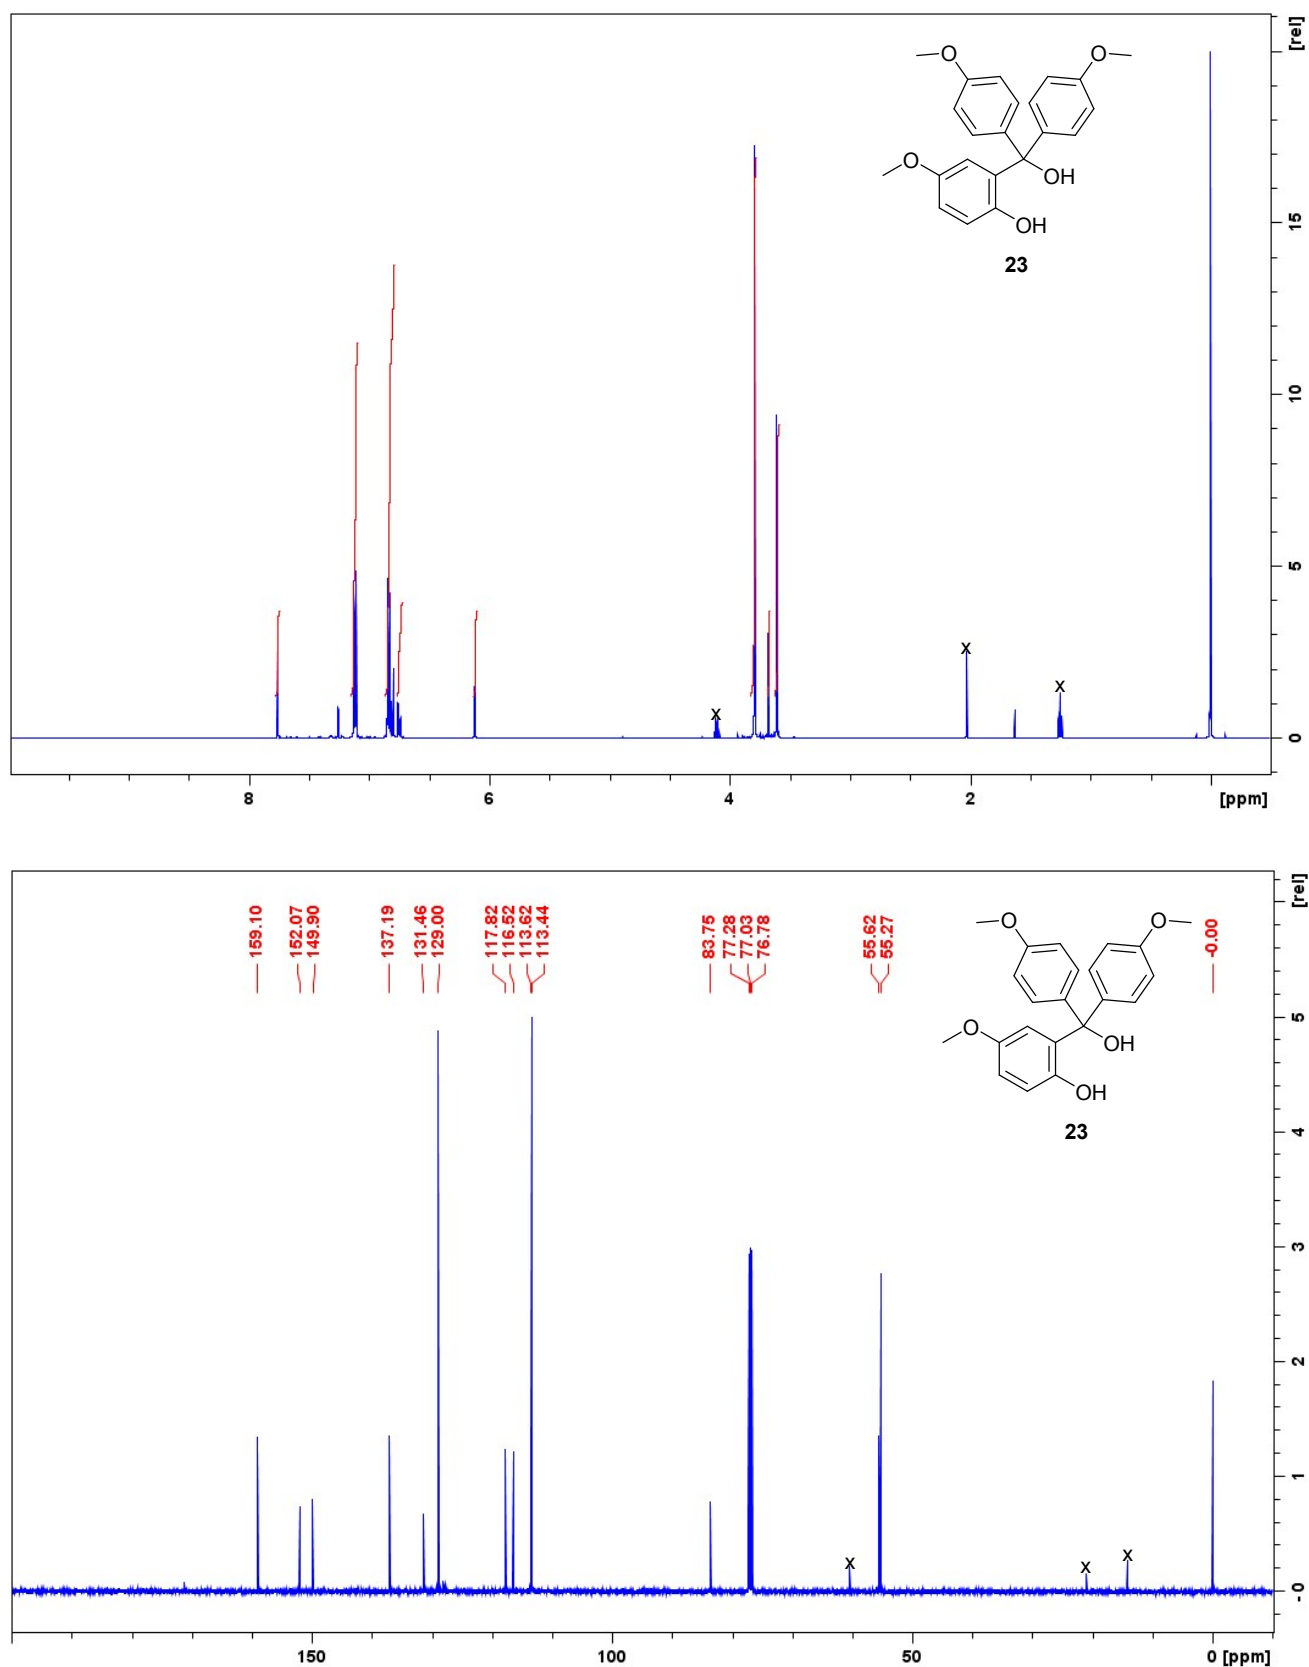 [rel]
O
O
O
OH
OH
23
15
10
5
0
x
x
x
8
6
4
2
[ppm]
[rel]
159.10
152.07
149.90
137.19
131.46
129.00
117.82
116.52
113.62
113.44
83.75
77.28
77.03
76.78
55.62
55.27
-0.00
O
O
O
OH
OH
23
5
4
3
2
1
-0
x
x
x
150
100
50
0 [ppm]